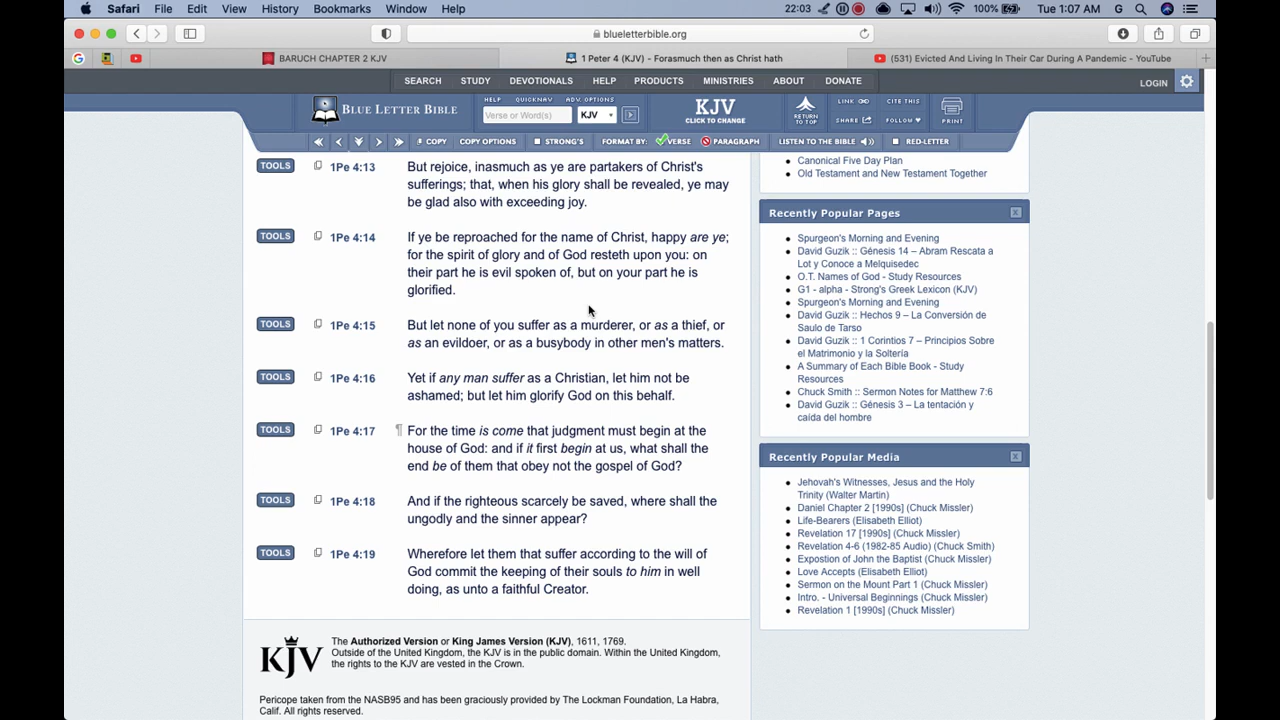 Safari File Edit View History Bookmarks Window Help 22:03 100% Tue 1:07 AM G
blueletterbible.org
BARUCH CHAPTER 2 KJV
1 Peter 4 (KJV) - Forasmuch then as Christ hath
(531) Evicted And Living In Their Car During A Pandemic - YouTube
SEARCH STUDY DEVOTIONALS HELP PRODUCTS MINISTRIES ABOUT DONATE
LOGIN
BLUE LETTER BIBLE
HELP QUICKNAV ADV. OPTIONS
Verse or Word(s) KJV
KJV
CLICK TO CHANGE
RETURN
TO TOP
LINK CITE THIS
SHARE FOLLOW
PRINT
COPY COPY OPTIONS STRONG'S FORMAT BY: VERSE PARAGRAPH LISTEN TO THE BIBLE RED-LETTER
TOOLS 1Pe 4:13 But rejoice, inasmuch as ye are partakers of Christ's
sufferings; that, when his glory shall be revealed, ye may
be glad also with exceeding joy.
TOOLS 1Pe 4:14 If ye be reproached for the name of Christ, happy are ye;
for the spirit of glory and of God resteth upon you: on
their part he is evil spoken of, but on your part he is
glorified.
TOOLS 1Pe 4:15 But let none of you suffer as a murderer, or as a thief, or
as an evildoer, or as a busybody in other men's matters.
TOOLS 1Pe 4:16 Yet if any man suffer as a Christian, let him not be
ashamed; but let him glorify God on this behalf.
TOOLS 1Pe 4:17 ¶ For the time is come that judgment must begin at the
house of God: and if it first begin at us, what shall the
end be of them that obey not the gospel of God?
TOOLS 1Pe 4:18 And if the righteous scarcely be saved, where shall the
ungodly and the sinner appear?
TOOLS 1Pe 4:19 Wherefore let them that suffer according to the will of
God commit the keeping of their souls to him in well
doing, as unto a faithful Creator.
KJV
The Authorized Version or King James Version (KJV), 1611, 1769.
Outside of the United Kingdom, the KJV is in the public domain. Within the United Kingdom,
the rights to the KJV are vested in the Crown.
Pericope taken from the NASB95 and has been graciously provided by The Lockman Foundation, La Habra,
Calif. All rights reserved.
Canonical Five Day Plan
Old Testament and New Testament Together
Recently Popular Pages
Spurgeon's Morning and Evening
David Guzik :: Génesis 14 – Abram Rescata a
Lot y Conoce a Melquisedec
O.T. Names of God - Study Resources
G1 - alpha - Strong's Greek Lexicon (KJV)
Spurgeon's Morning and Evening
David Guzik :: Hechos 9 – La Conversión de
Saulo de Tarso
David Guzik :: 1 Corintios 7 – Principios Sobre
el Matrimonio y la Soltería
A Summary of Each Bible Book - Study
Resources
Chuck Smith :: Sermon Notes for Matthew 7:6
David Guzik :: Génesis 3 – La tentación y
caída del hombre
Recently Popular Media
Jehovah's Witnesses, Jesus and the Holy
Trinity (Walter Martin)
Daniel Chapter 2 [1990s] (Chuck Missler)
Life-Bearers (Elisabeth Elliot)
Revelation 17 [1990s] (Chuck Missler)
Revelation 4-6 (1982-85 Audio) (Chuck Smith)
Expostion of John the Baptist (Chuck Missler)
Love Accepts (Elisabeth Elliot)
Sermon on the Mount Part 1 (Chuck Missler)
Intro. - Universal Beginnings (Chuck Missler)
Revelation 1 [1990s] (Chuck Missler)